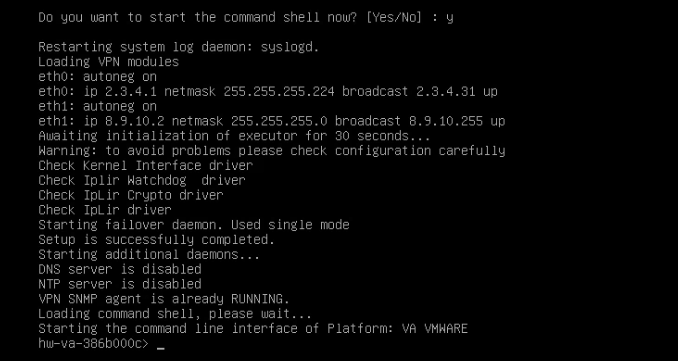 Do you want to start the command shell now? [Yes/No] : y
Restarting system log daemon: syslogd.
Loading VPN modules
eth0: autoneg on
eth0: ip 2.3.4.1 netmask 255.255.255.224 broadcast 2.3.4.31 up
eth1: autoneg on
eth1: ip 8.9.10.2 netmask 255.255.255.0 broadcast 8.9.10.255 up
Awaiting initialization of executor for 30 seconds...
Warning: to avoid problems please check configuration carefully
Check Kernel Interface driver
Check Iplir Watchdog  driver
Check IpLir Crypto driver
Check IpLir driver
Starting failover daemon. Used single mode
Setup is successfully completed.
Starting additional daemons...
DNS server is disabled
NTP server is disabled
VPN SNMP agent is already RUNNING.
Loading command shell, please wait...
Starting the command line interface of Platform: VA VMWARE
hw-va-386b000c> _